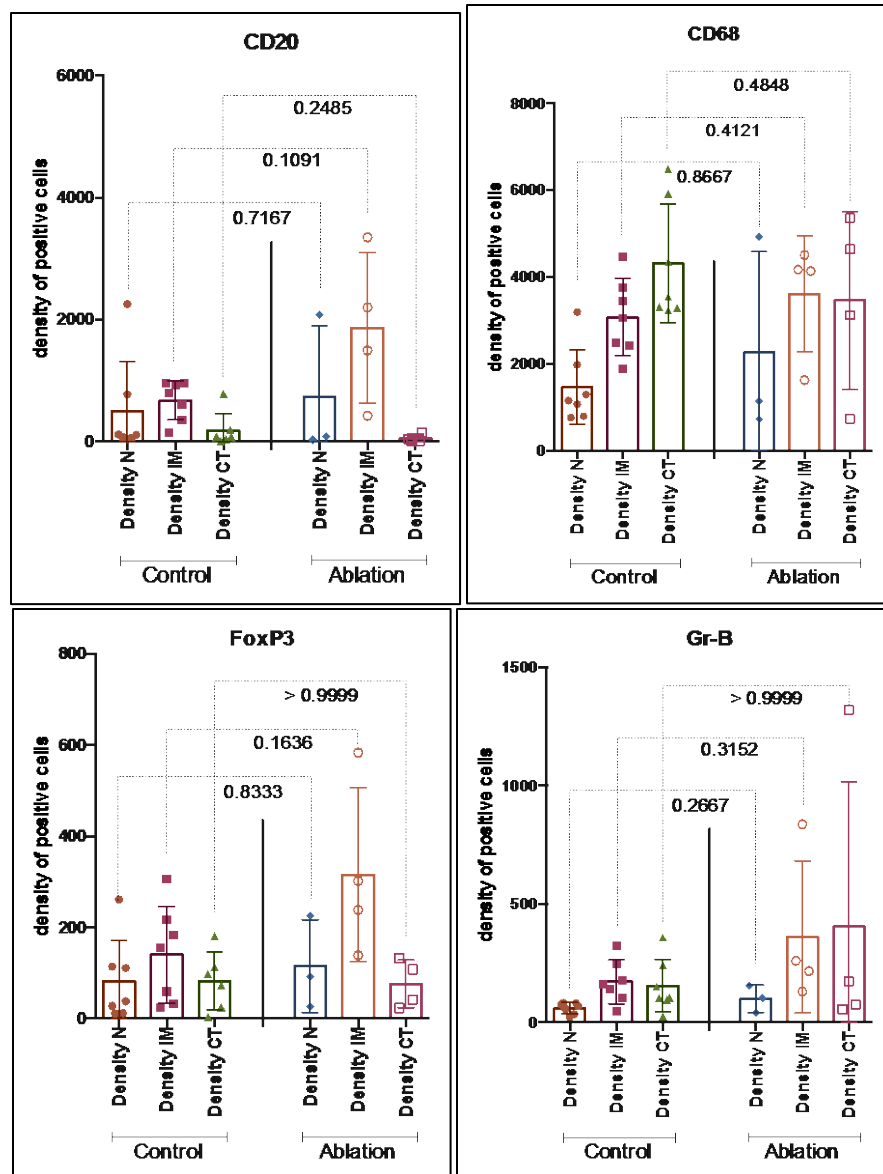 CD20
density of positive cells
6000
4000
2000
0
0.2485
0.1091
0.7167
Density N
Density IM
Density CT
Density N
Density IM
Density CT
Control
Ablation
CD68
density of positive cells
8000
6000
4000
2000
0
0.4848
0.4121
0.8667
Density N
Density IM
Density CT
Density N
Density IM
Density CT
Control
Ablation
FoxP3
density of positive cells
800
600
400
200
0
> 0.9999
0.1636
0.8333
Density N
Density IM
Density CT
Density N
Density IM
Density CT
Control
Ablation
Gr-B
density of positive cells
1500
1000
500
0
> 0.9999
0.3152
0.2667
Density N
Density IM
Density CT
Density N
Density IM
Density CT
Control
Ablation